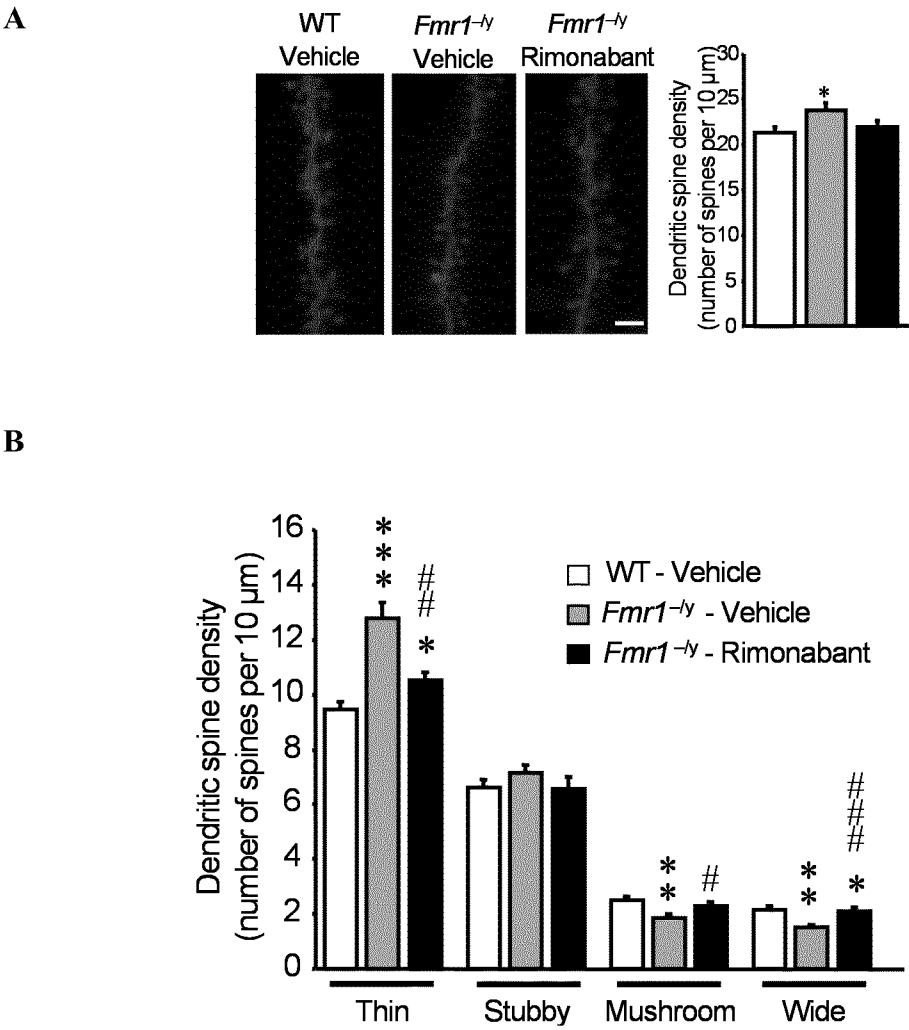 A
WT
Vehicle
Fmr1⁻/y
Vehicle
Fmr1⁻/y
Rimonabant
Dendritic spine density
(number of spines per 10 μm)
30
25
20
15
10
5
0
*
B
Dendritic spine density
(number of spines per 10 μm)
16
14
12
10
8
6
4
2
0
***
##
*
**
#
**
###
*
WT - Vehicle
Fmr1⁻/y - Vehicle
Fmr1⁻/y - Rimonabant
Thin
Stubby
Mushroom
Wide